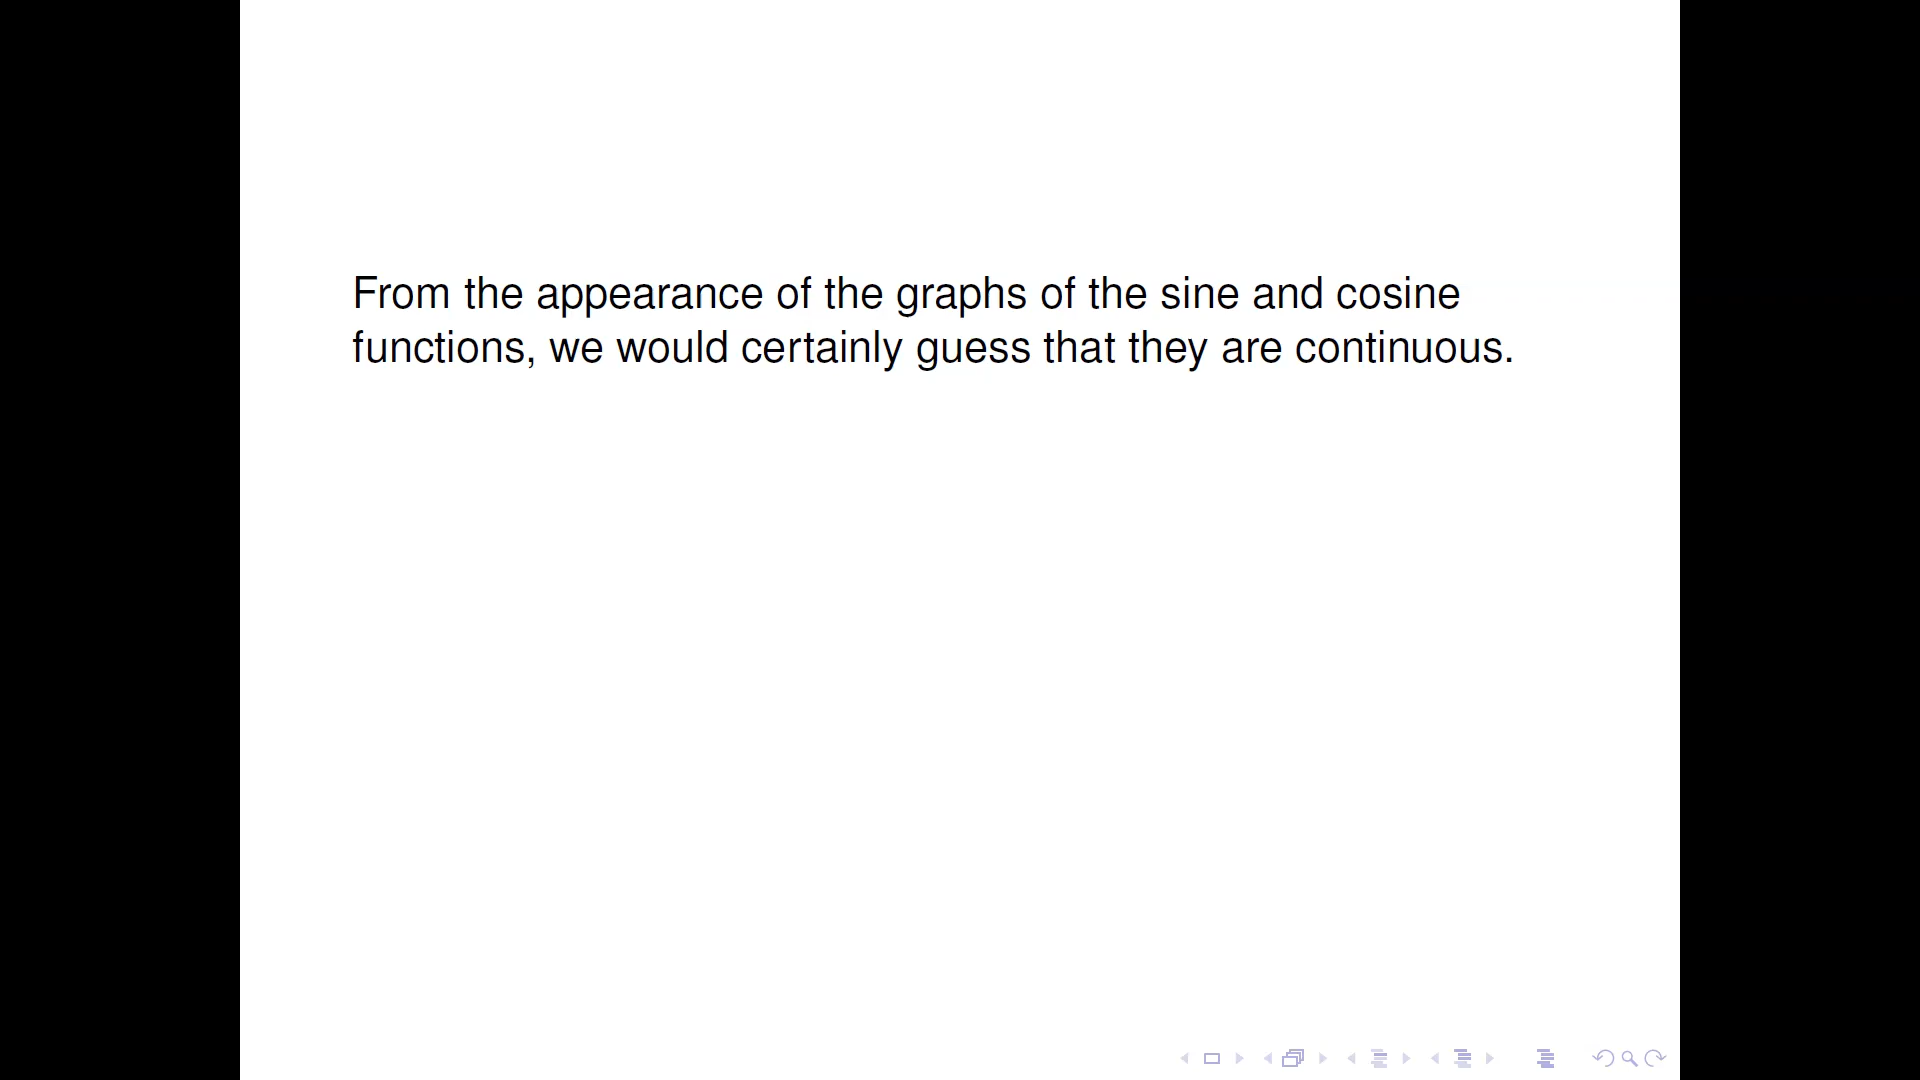 From the appearance of the graphs of the sine and cosine
functions, we would certainly guess that they are continuous.